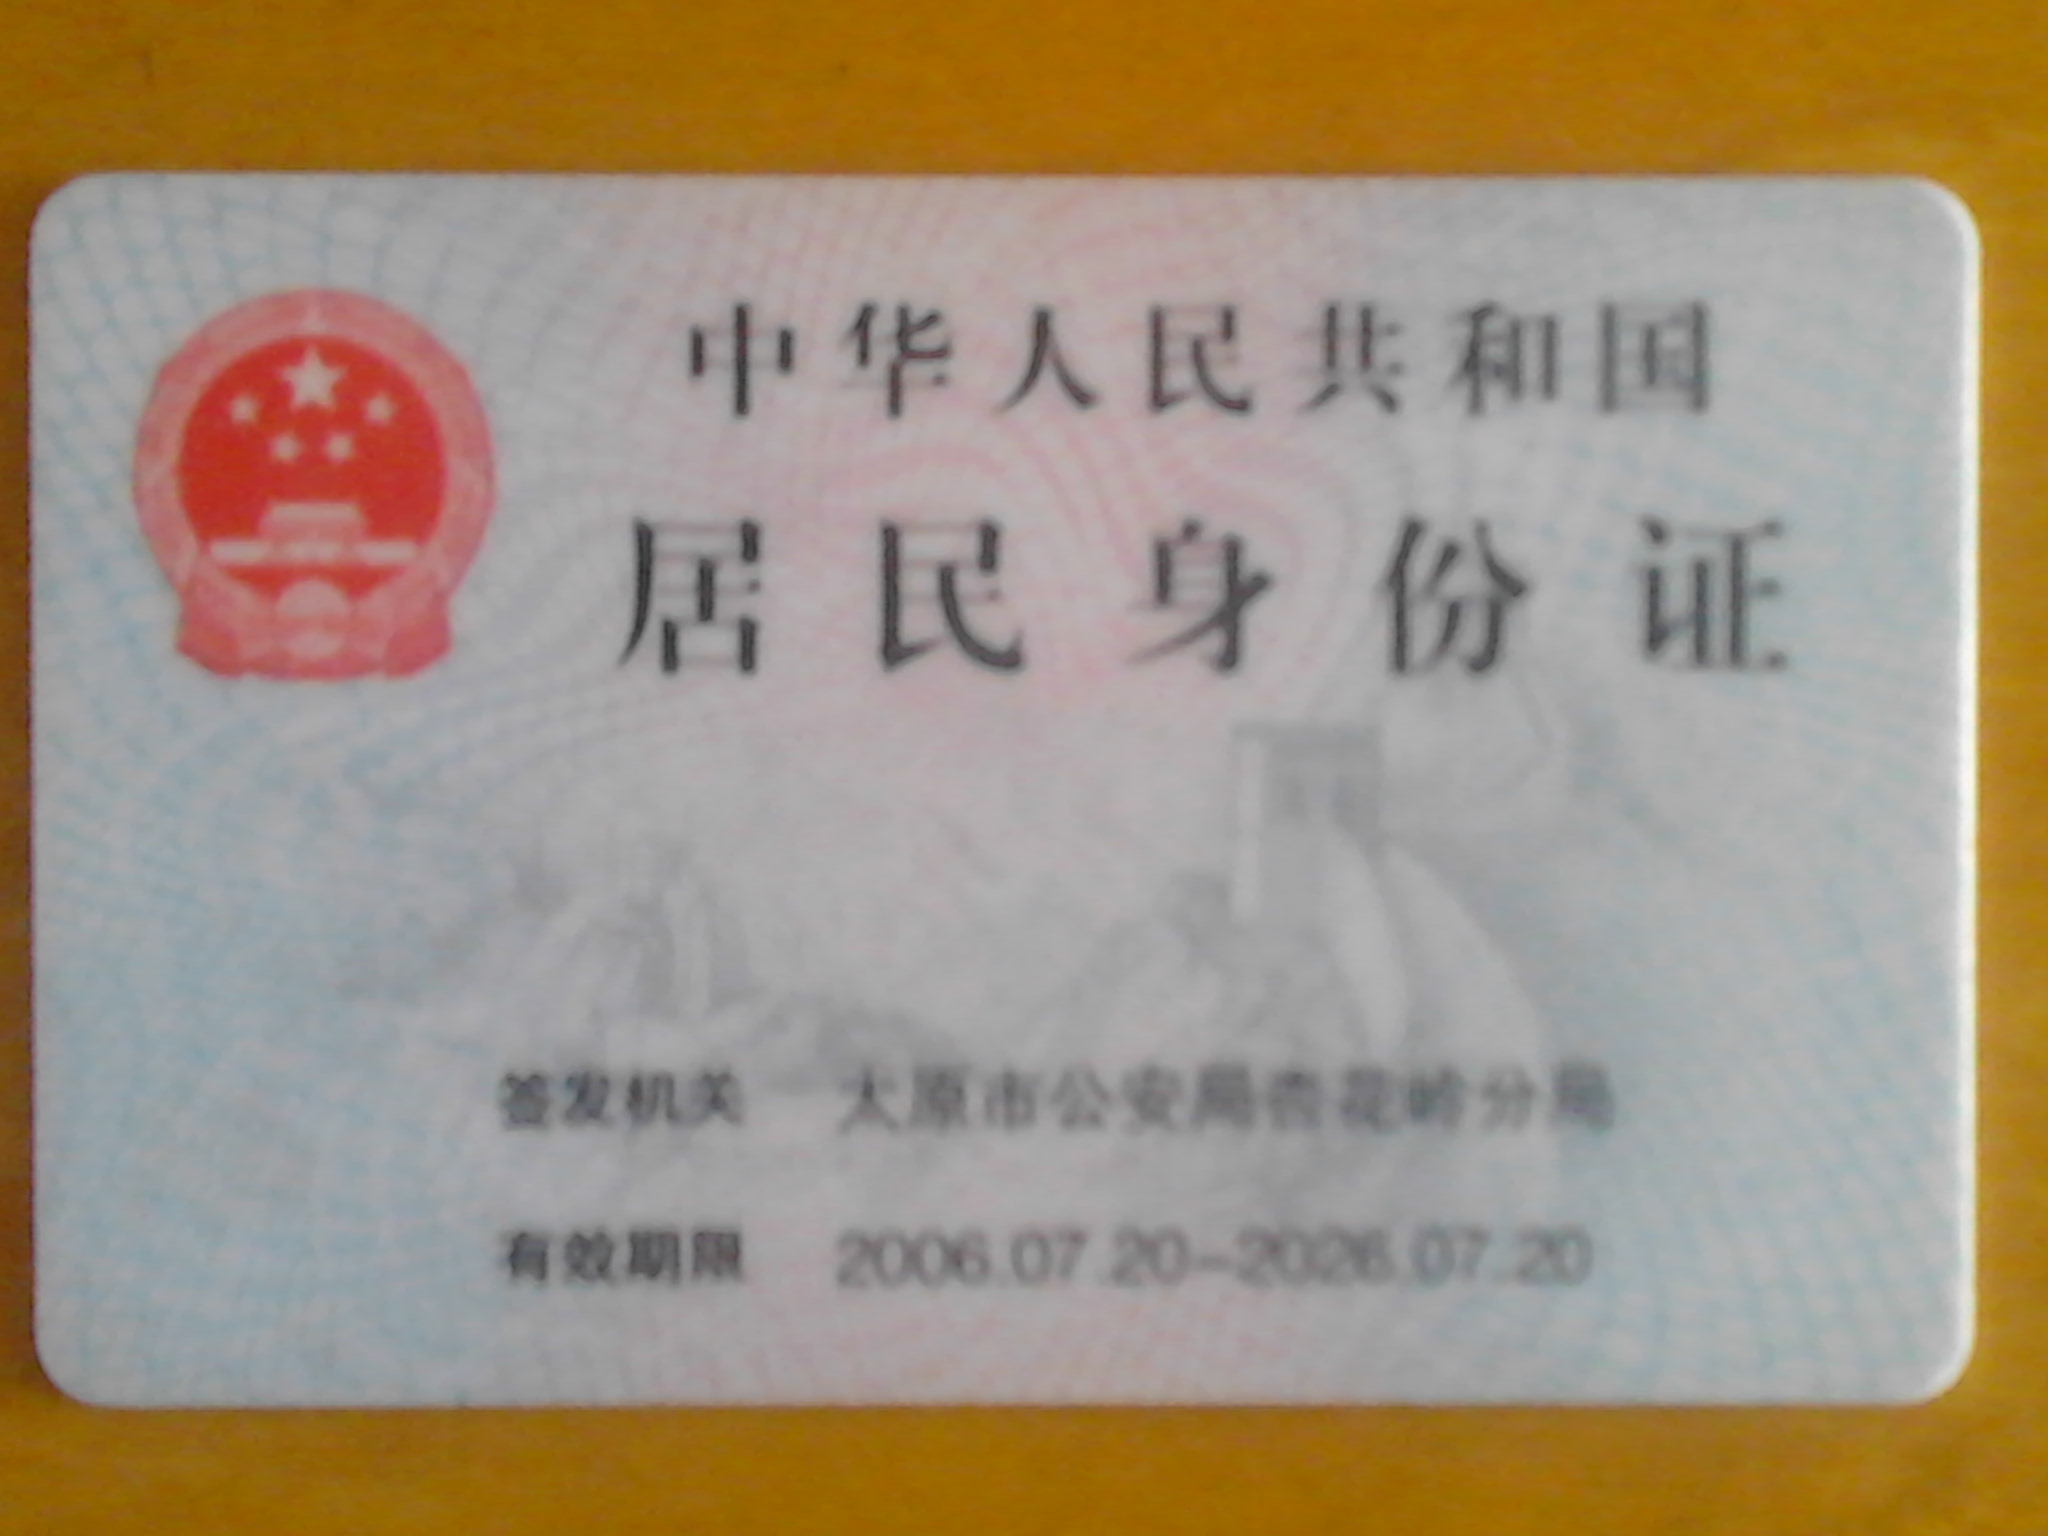 中华人民共和国
居民身份证
签发机关 太原市公安局杏花岭分局
有效期限 2006.07.20-2026.07.20